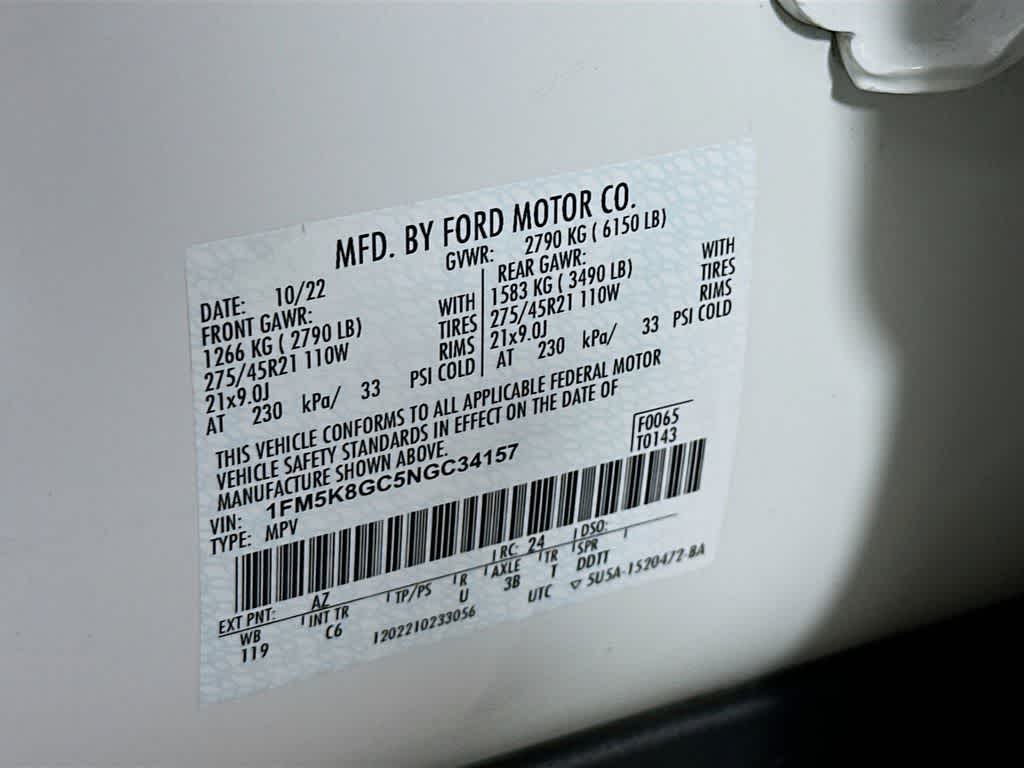 MFD. BY FORD MOTOR CO.
DATE: 10/22 GVWR: 2790 KG ( 6150 LB)
FRONT GAWR: WITH REAR GAWR: WITH
1266 KG ( 2790 LB) TIRES 1583 KG ( 3490 LB) TIRES
275/45R21 110W RIMS 275/45R21 110W RIMS
21x9.0J 21x9.0J
AT 230 kPa/ 33 PSI COLD AT 230 kPa/ 33 PSI COLD
THIS VEHICLE CONFORMS TO ALL APPLICABLE FEDERAL MOTOR
VEHICLE SAFETY STANDARDS IN EFFECT ON THE DATE OF
MANUFACTURE SHOWN ABOVE.
F0065
T0143
VIN: 1FM5K8GC5NGC34157
TYPE: MPV
EXT PNT: AZ RC: 24 DSO:
WB INT TR TP/PS R AXLE TR SPR
119 C6 U 3B T DDTT
1202210233056 UTC ▽ 5U5A-1520472-BA